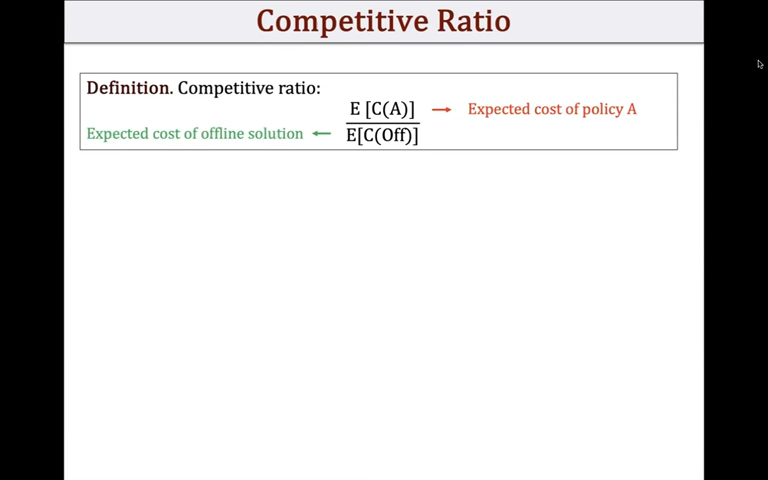 Competitive Ratio
Definition. Competitive ratio:
E [C(A)] → Expected cost of policy A
Expected cost of offline solution ← E[C(Off)]